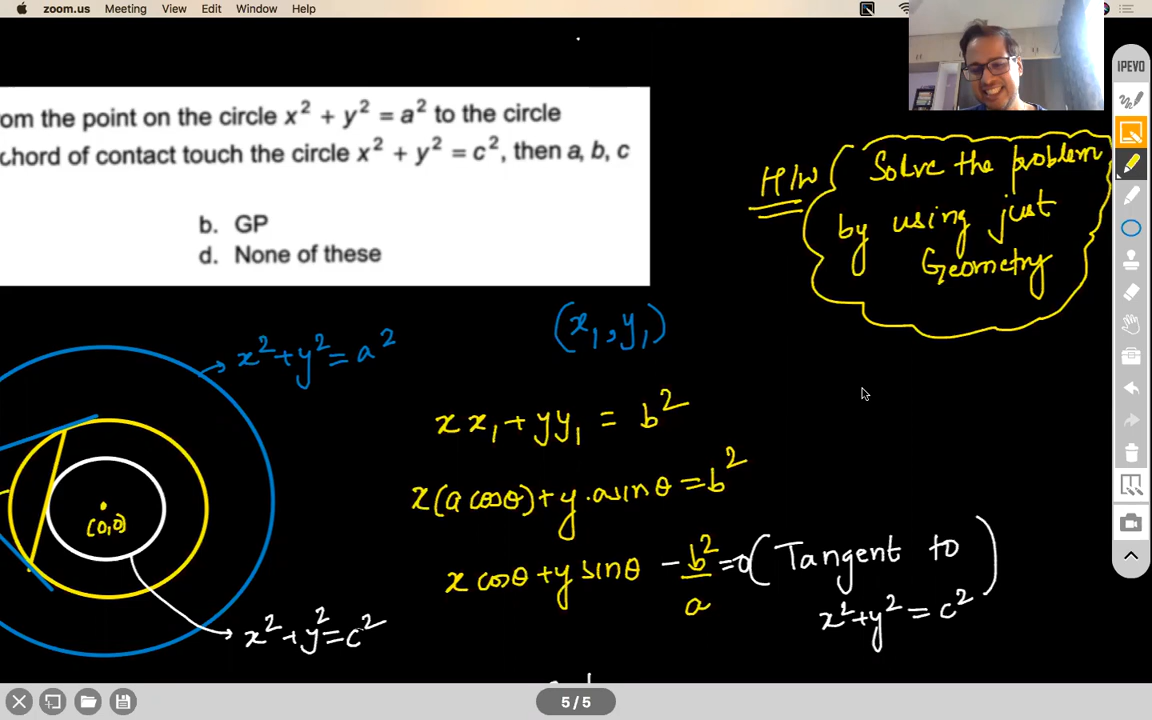 zoom.us Meeting View Edit Window Help
IPEVO
om the point on the circle x² + y² = a² to the circle
chord of contact touch the circle x² + y² = c², then a, b, c
b. GP
d. None of these
H/W
Solve the problem
by using just
Geometry
x²+y²=a²
(x₁,y₁)
xx₁+yy₁ = b²
x(a cosθ)+y.asinθ=b²
(0,0)
x cosθ+y sinθ -b²/a=0 (Tangent to
x²+y²=c²)
x²+y²=c²
5/5